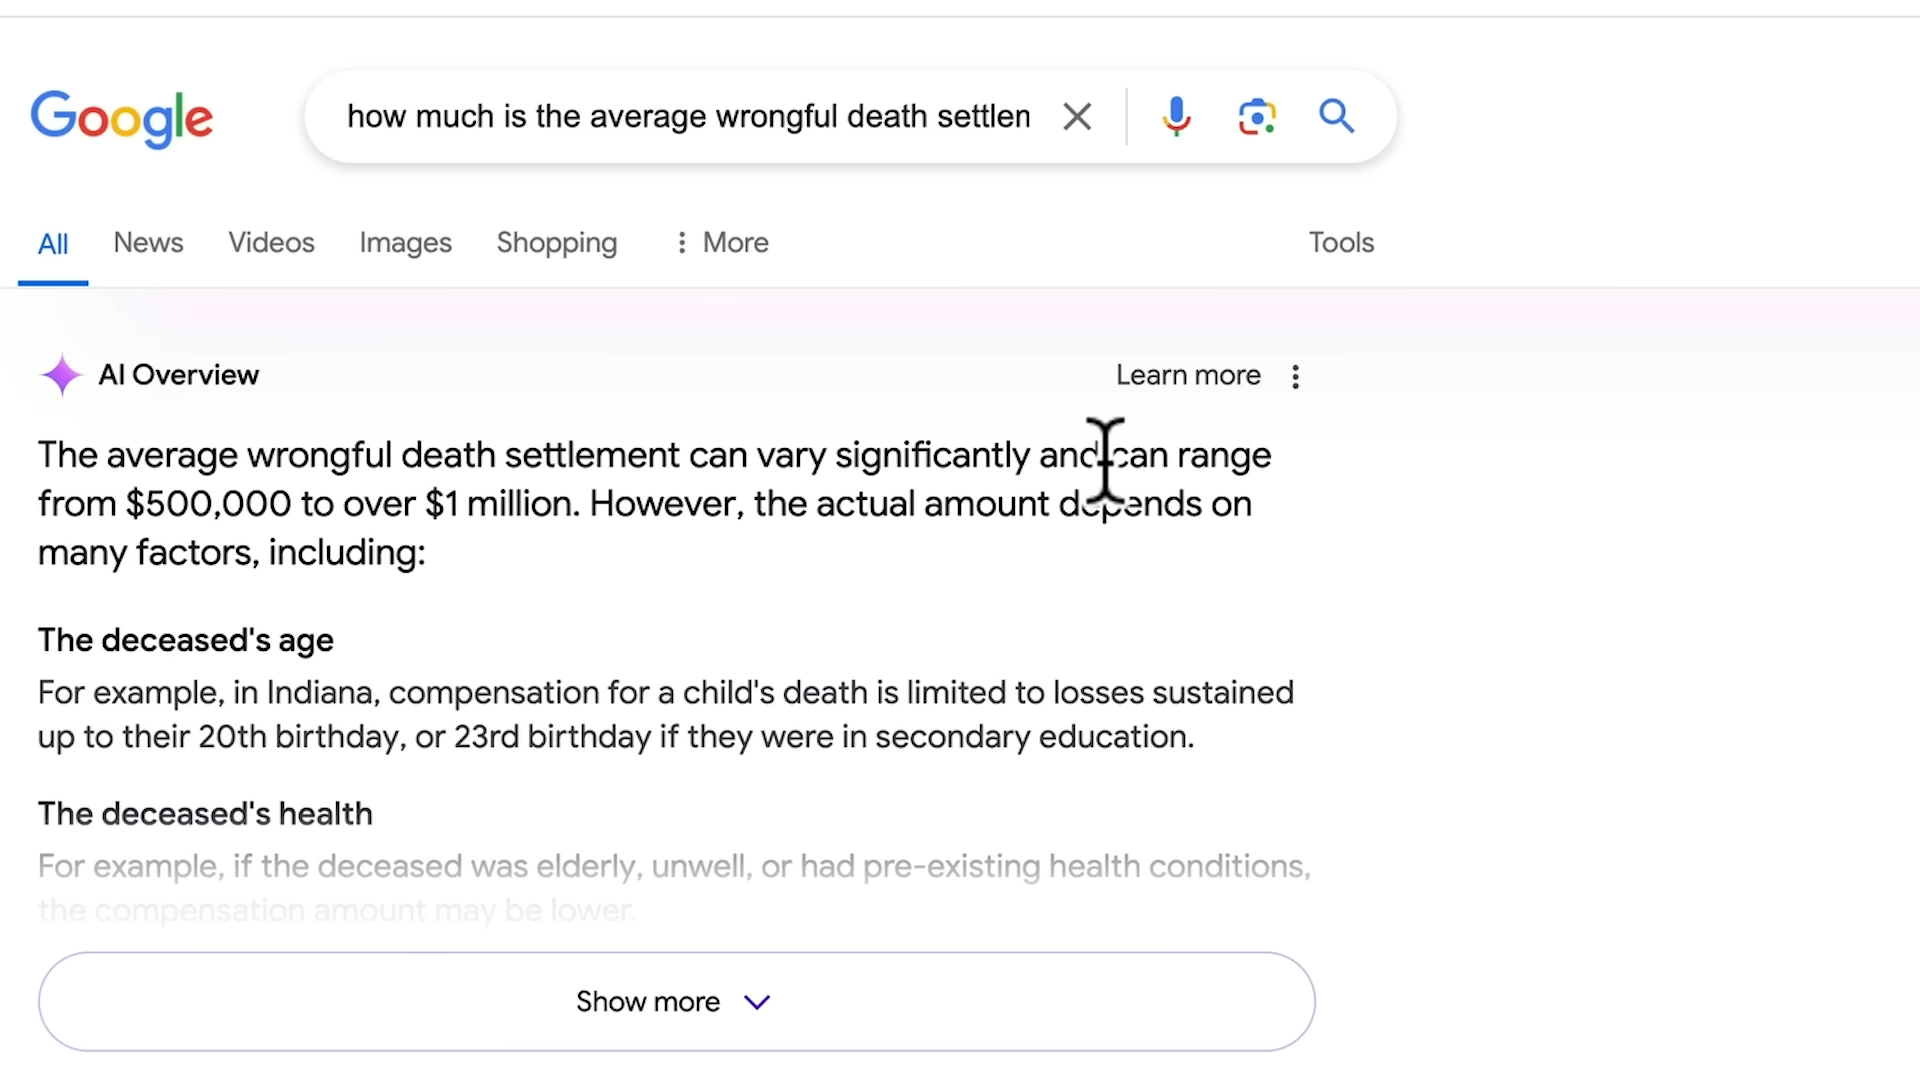 Google
how much is the average wrongful death settlen
All News Videos Images Shopping More Tools
AI Overview Learn more
The average wrongful death settlement can vary significantly and can range
from $500,000 to over $1 million. However, the actual amount depends on
many factors, including:
The deceased's age
For example, in Indiana, compensation for a child's death is limited to losses sustained
up to their 20th birthday, or 23rd birthday if they were in secondary education.
The deceased's health
For example, if the deceased was elderly, unwell, or had pre-existing health conditions,
the compensation amount may be lower.
Show more